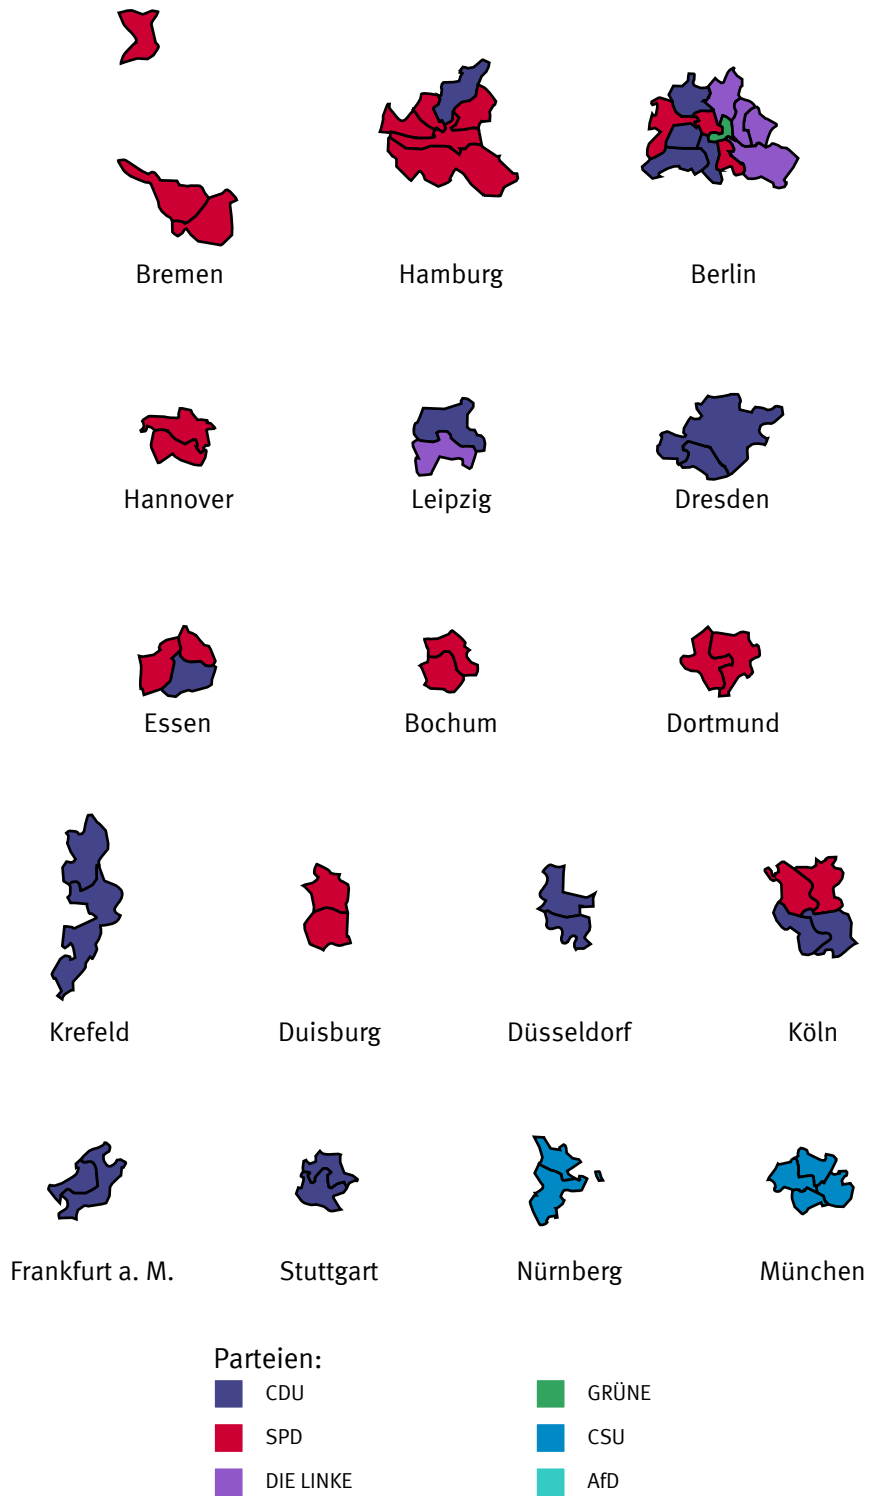 Bremen
Hamburg
Berlin
Hannover
Leipzig
Dresden
Essen
Bochum
Dortmund
Krefeld
Duisburg
Düsseldorf
Köln
Frankfurt a. M.
Stuttgart
Nürnberg
München
Parteien:
CDU
GRÜNE
SPD
CSU
DIE LINKE
AfD